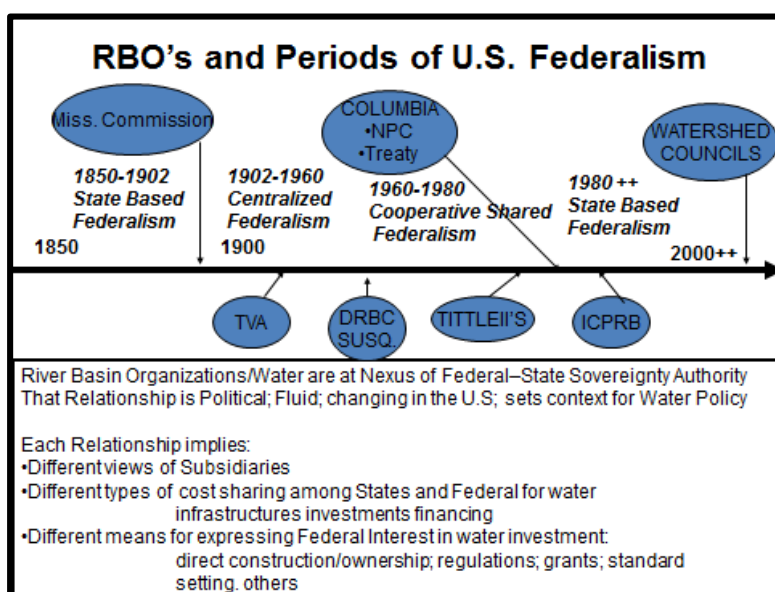 RBO's and Periods of U.S. Federalism
Miss. Commission
COLUMBIA
•NPC
•Treaty
WATERSHED
COUNCILS
1850-1902
State Based
Federalism
1902-1960
Centralized
Federalism
1960-1980
Cooperative Shared
Federalism
1980 ++
State Based
Federalism
1850
1900
2000++
TVA
DRBC
SUSQ.
TITTLEII'S
ICPRB
River Basin Organizations/Water are at Nexus of Federal–State Sovereignty Authority
That Relationship is Political; Fluid; changing in the U.S; sets context for Water Policy
Each Relationship implies:
•Different views of Subsidiaries
•Different types of cost sharing among States and Federal for water
infrastructures investments financing
•Different means for expressing Federal Interest in water investment:
direct construction/ownership; regulations; grants; standard
setting. others